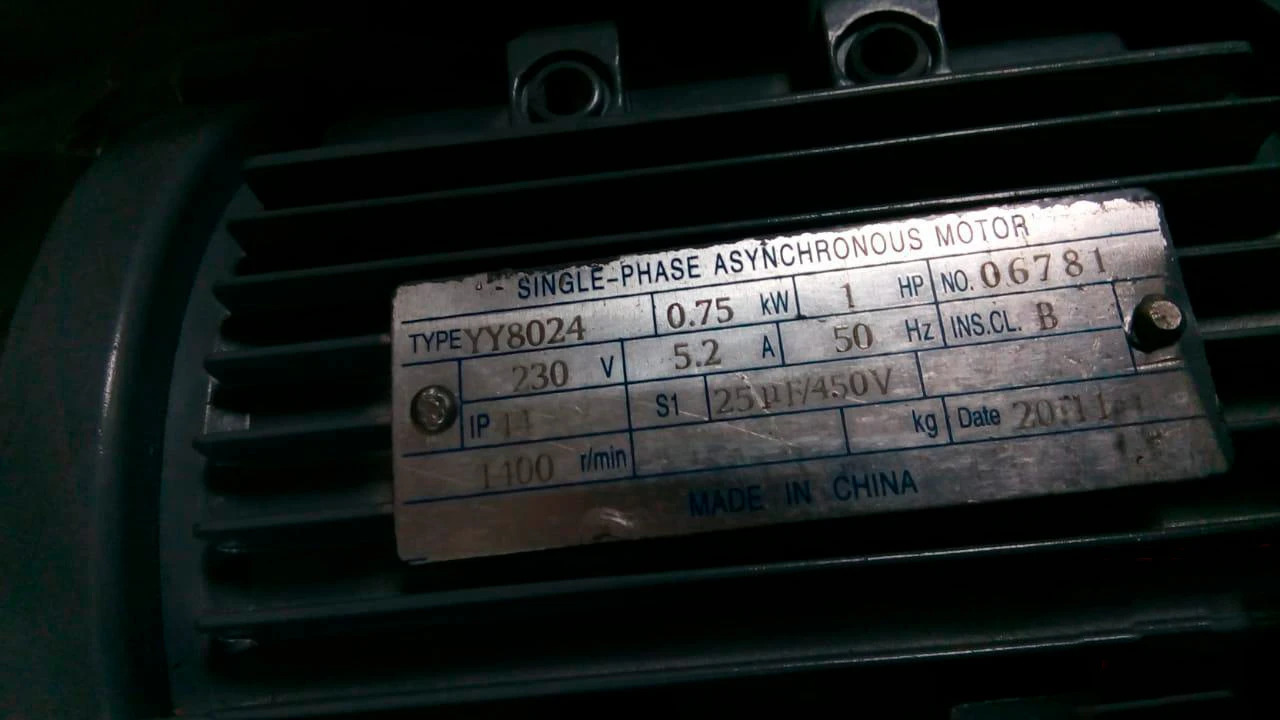 SINGLE-PHASE ASYNCHRONOUS MOTOR
TYPE YY8024 0.75 kW 1 HP NO. 06781
230 V 5.2 A 50 Hz INS.CL. B
IP S1 25µF/450V
1400 r/min kg Date
MADE IN CHINA